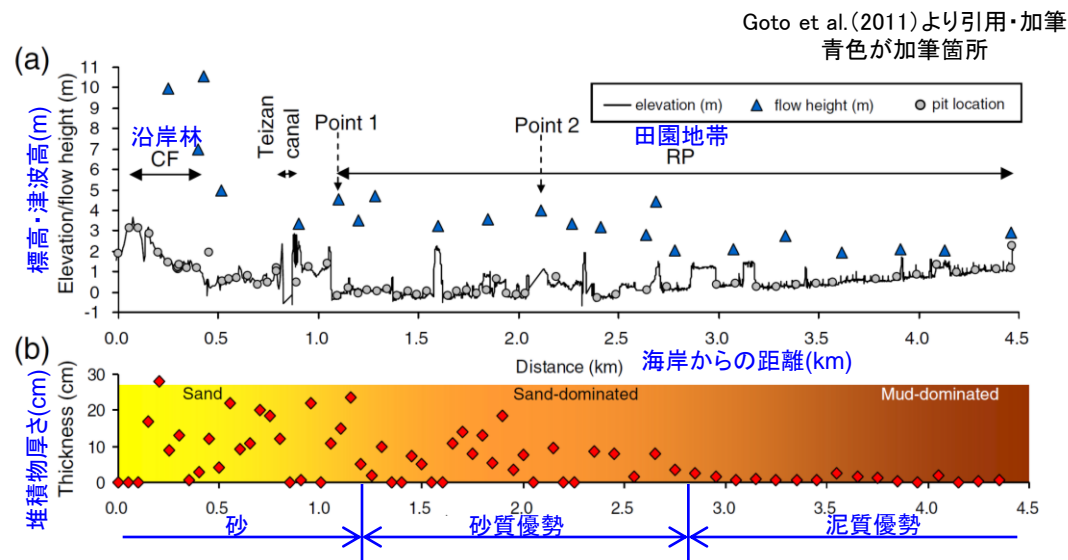 Goto et al.(2011)より引用・加筆
青色が加筆箇所
(a)
標高・津波高(m)
Elevation/flow height (m)
11
10
9
8
7
6
5
4
3
2
1
0
-1
沿岸林
CF
Teizan
canal
Point 1
Point 2
田園地帯
RP
elevation (m)
flow height (m)
pit location
0.0 0.5 1.0 1.5 2.0 2.5 3.0 3.5 4.0 4.5
Distance (km)
海岸からの距離(km)
(b)
堆積物厚さ(cm)
Thickness (cm)
30
20
10
0
Sand Sand-dominated Mud-dominated
0.0 0.5 1.0 1.5 2.0 2.5 3.0 3.5 4.0 4.5
砂 砂質優勢 泥質優勢